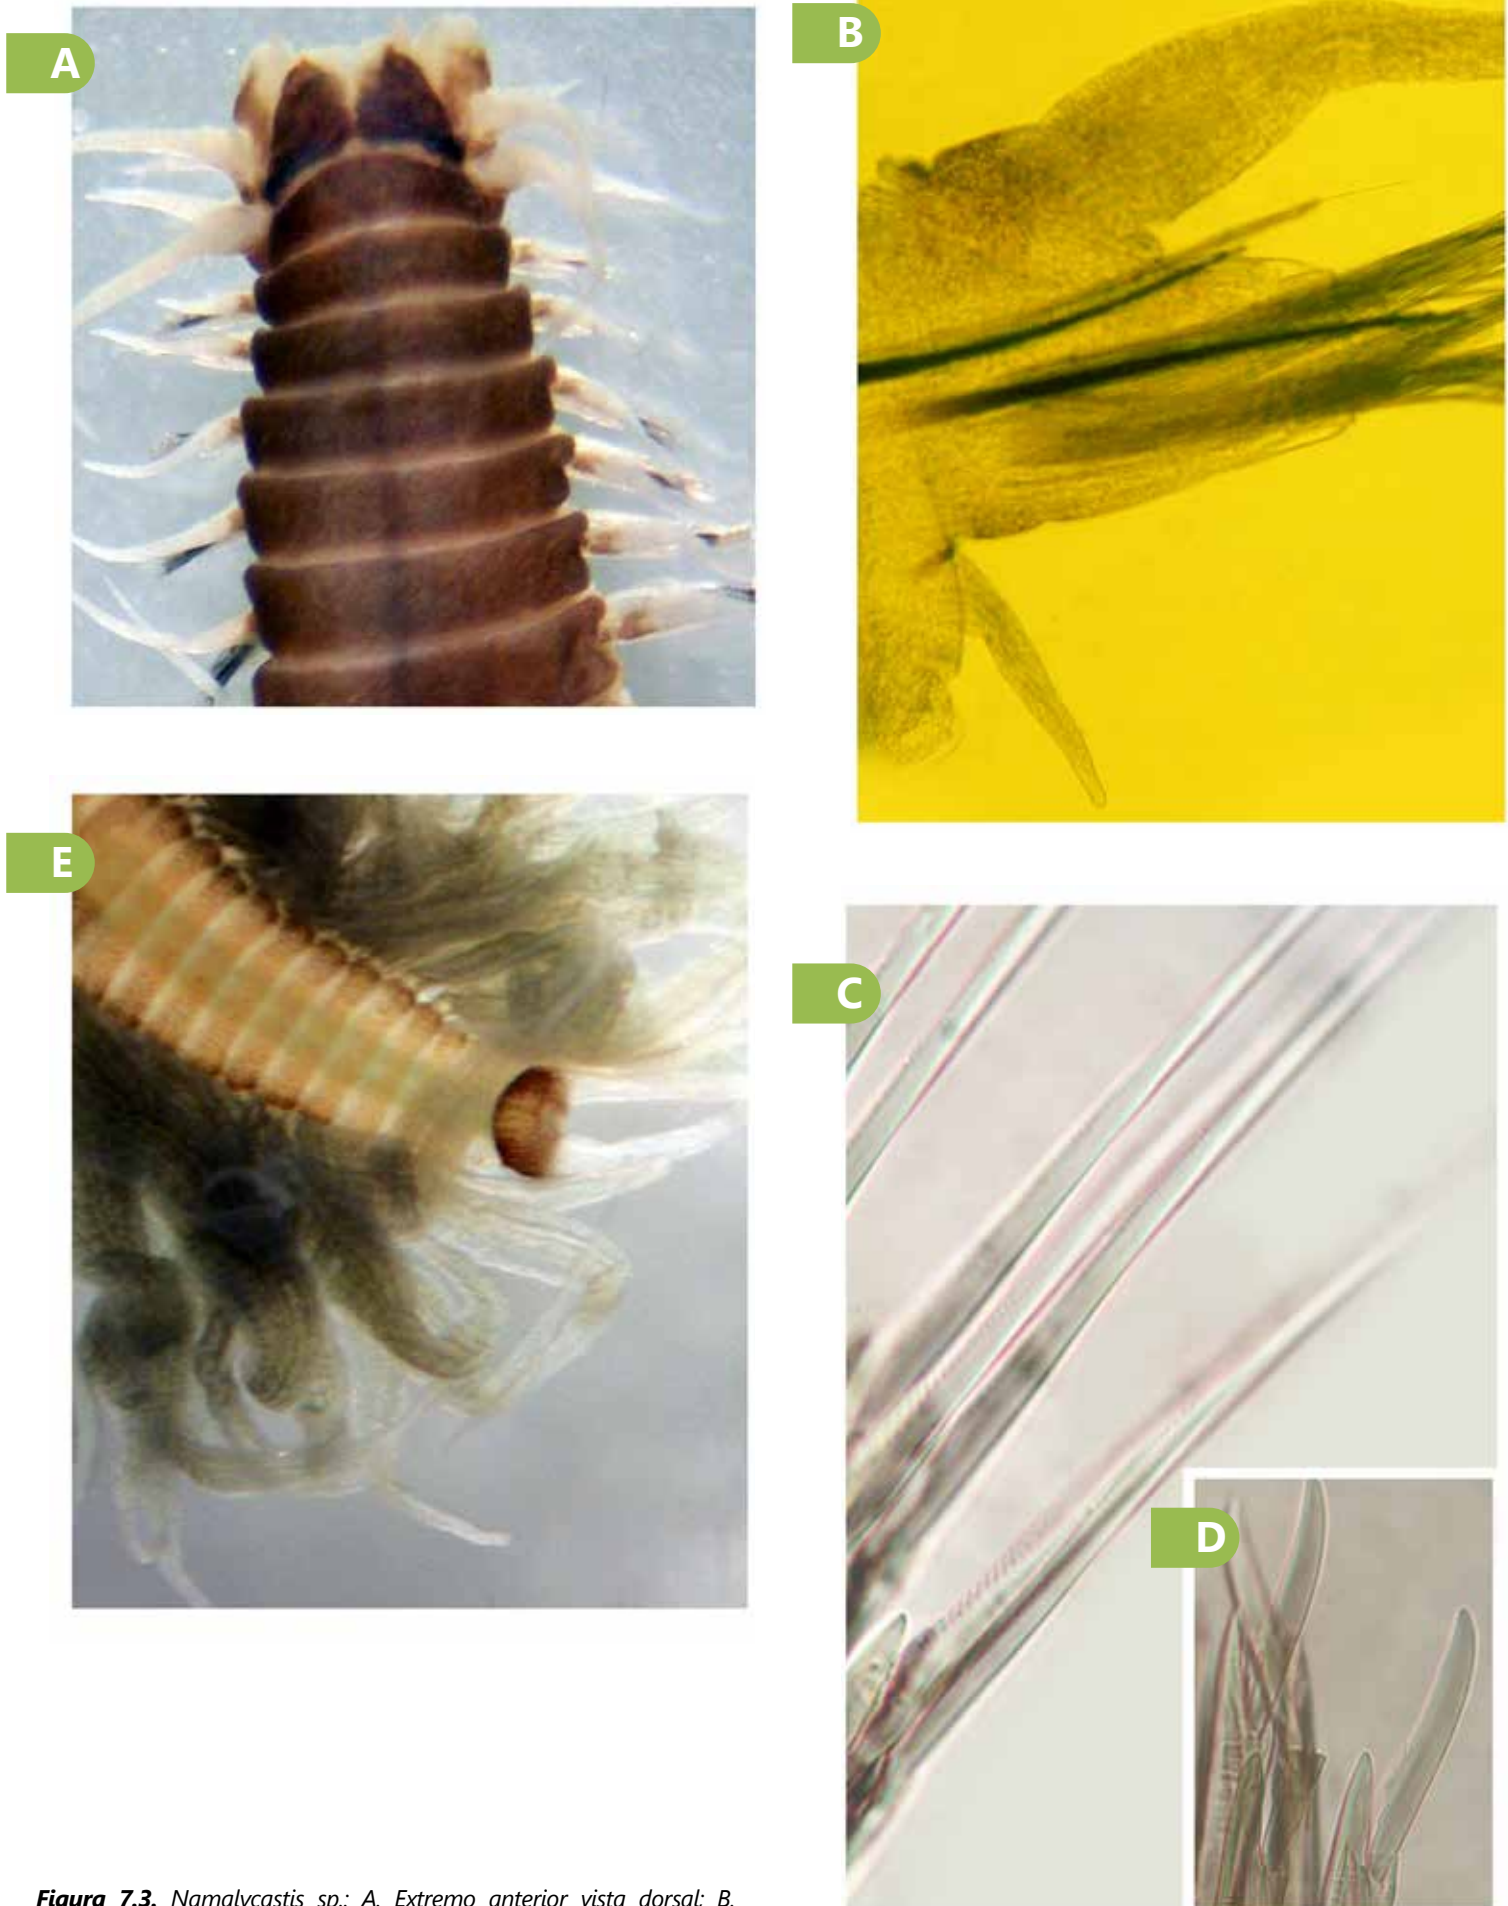 A
B
E
C
D
Figura 7.3. Namalycastis sp.: A. Extremo anterior vista dorsal; B.